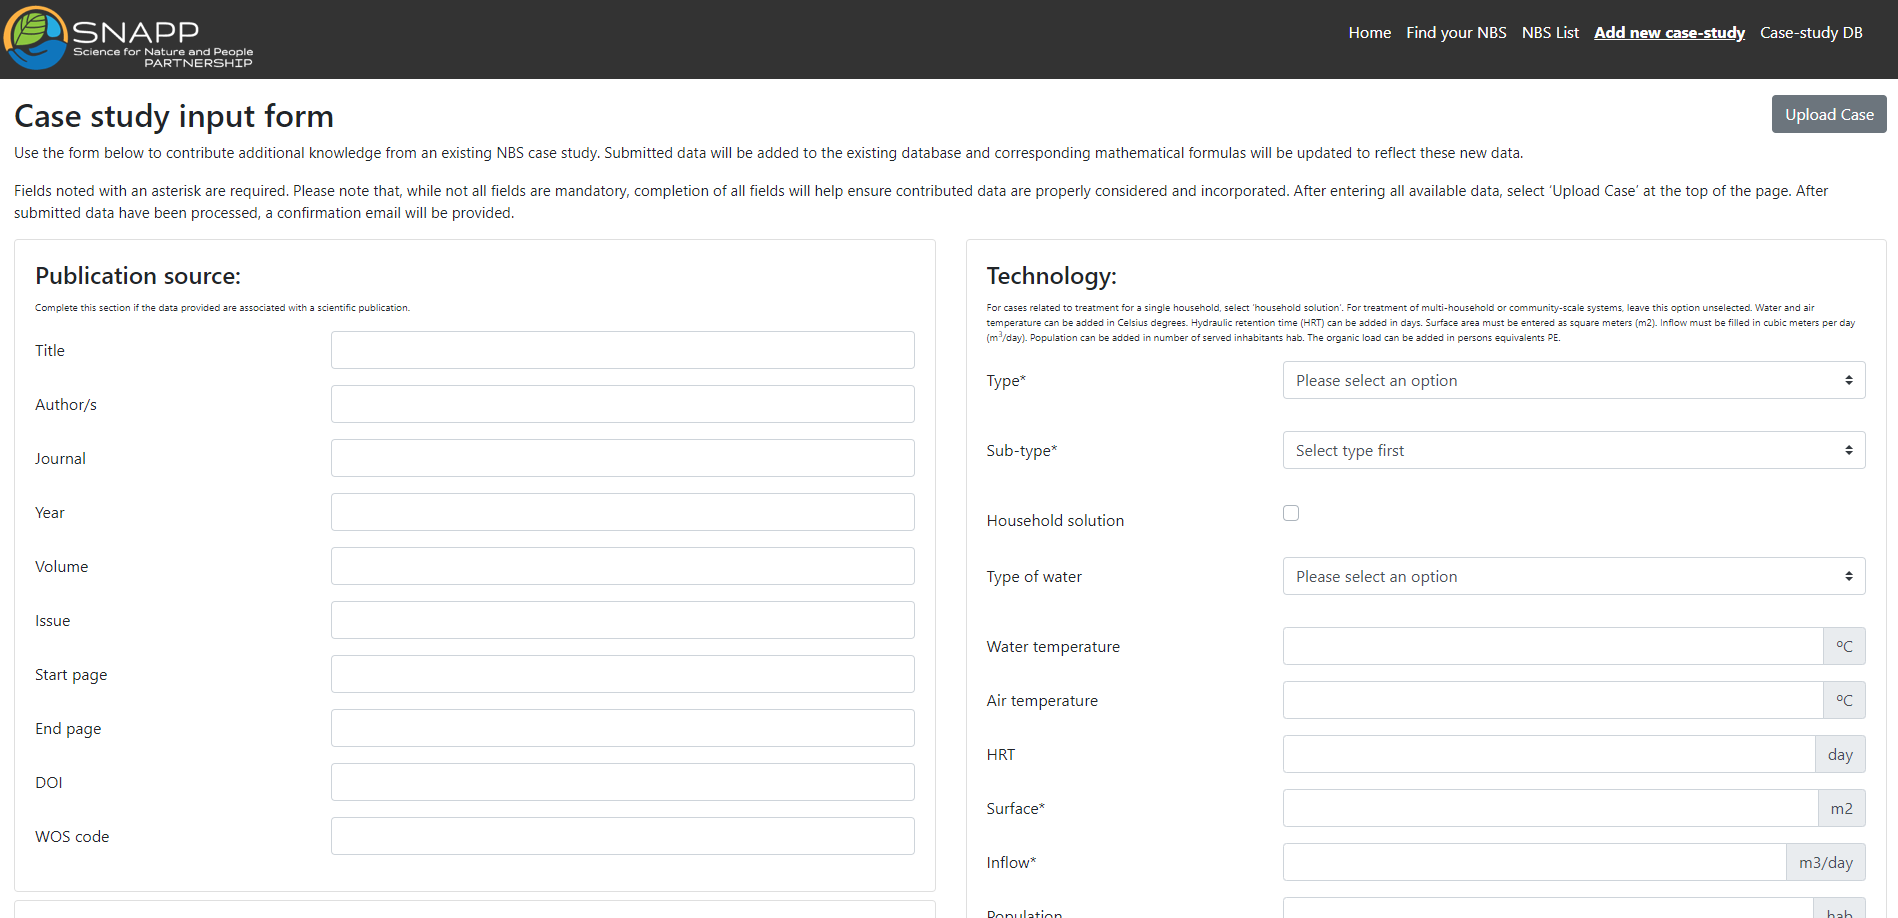 SNAPP
Science for Nature and People
PARTNERSHIP
Home Find your NBS NBS List Add new case-study Case-study DB
Case study input form
Upload Case
Use the form below to contribute additional knowledge from an existing NBS case study. Submitted data will be added to the existing database and corresponding mathematical formulas will be updated to reflect these new data.
Fields noted with an asterisk are required. Please note that, while not all fields are mandatory, completion of all fields will help ensure contributed data are properly considered and incorporated. After entering all available data, select ‘Upload Case’ at the top of the page. After
submitted data have been processed, a confirmation email will be provided.
Publication source:
Complete this section if the data provided are associated with a scientific publication.
Title
Author/s
Journal
Year
Volume
Issue
Start page
End page
DOI
WOS code
Technology:
For cases related to treatment for a single household, select ‘household solution’. For treatment of multi-household or community-scale systems, leave this option unselected. Water and air
temperature can be added in Celsius degrees. Hydraulic retention time (HRT) can be added in days. Surface area must be entered as square meters (m2). Inflow must be filled in cubic meters per day
(m³/day). Population can be added in number of served inhabitants hab. The organic load can be added in persons equivalents PE.
Type* Please select an option
Sub-type* Select type first
Household solution
Type of water Please select an option
Water temperature ºC
Air temperature ºC
HRT day
Surface* m2
Inflow* m3/day
Population hab